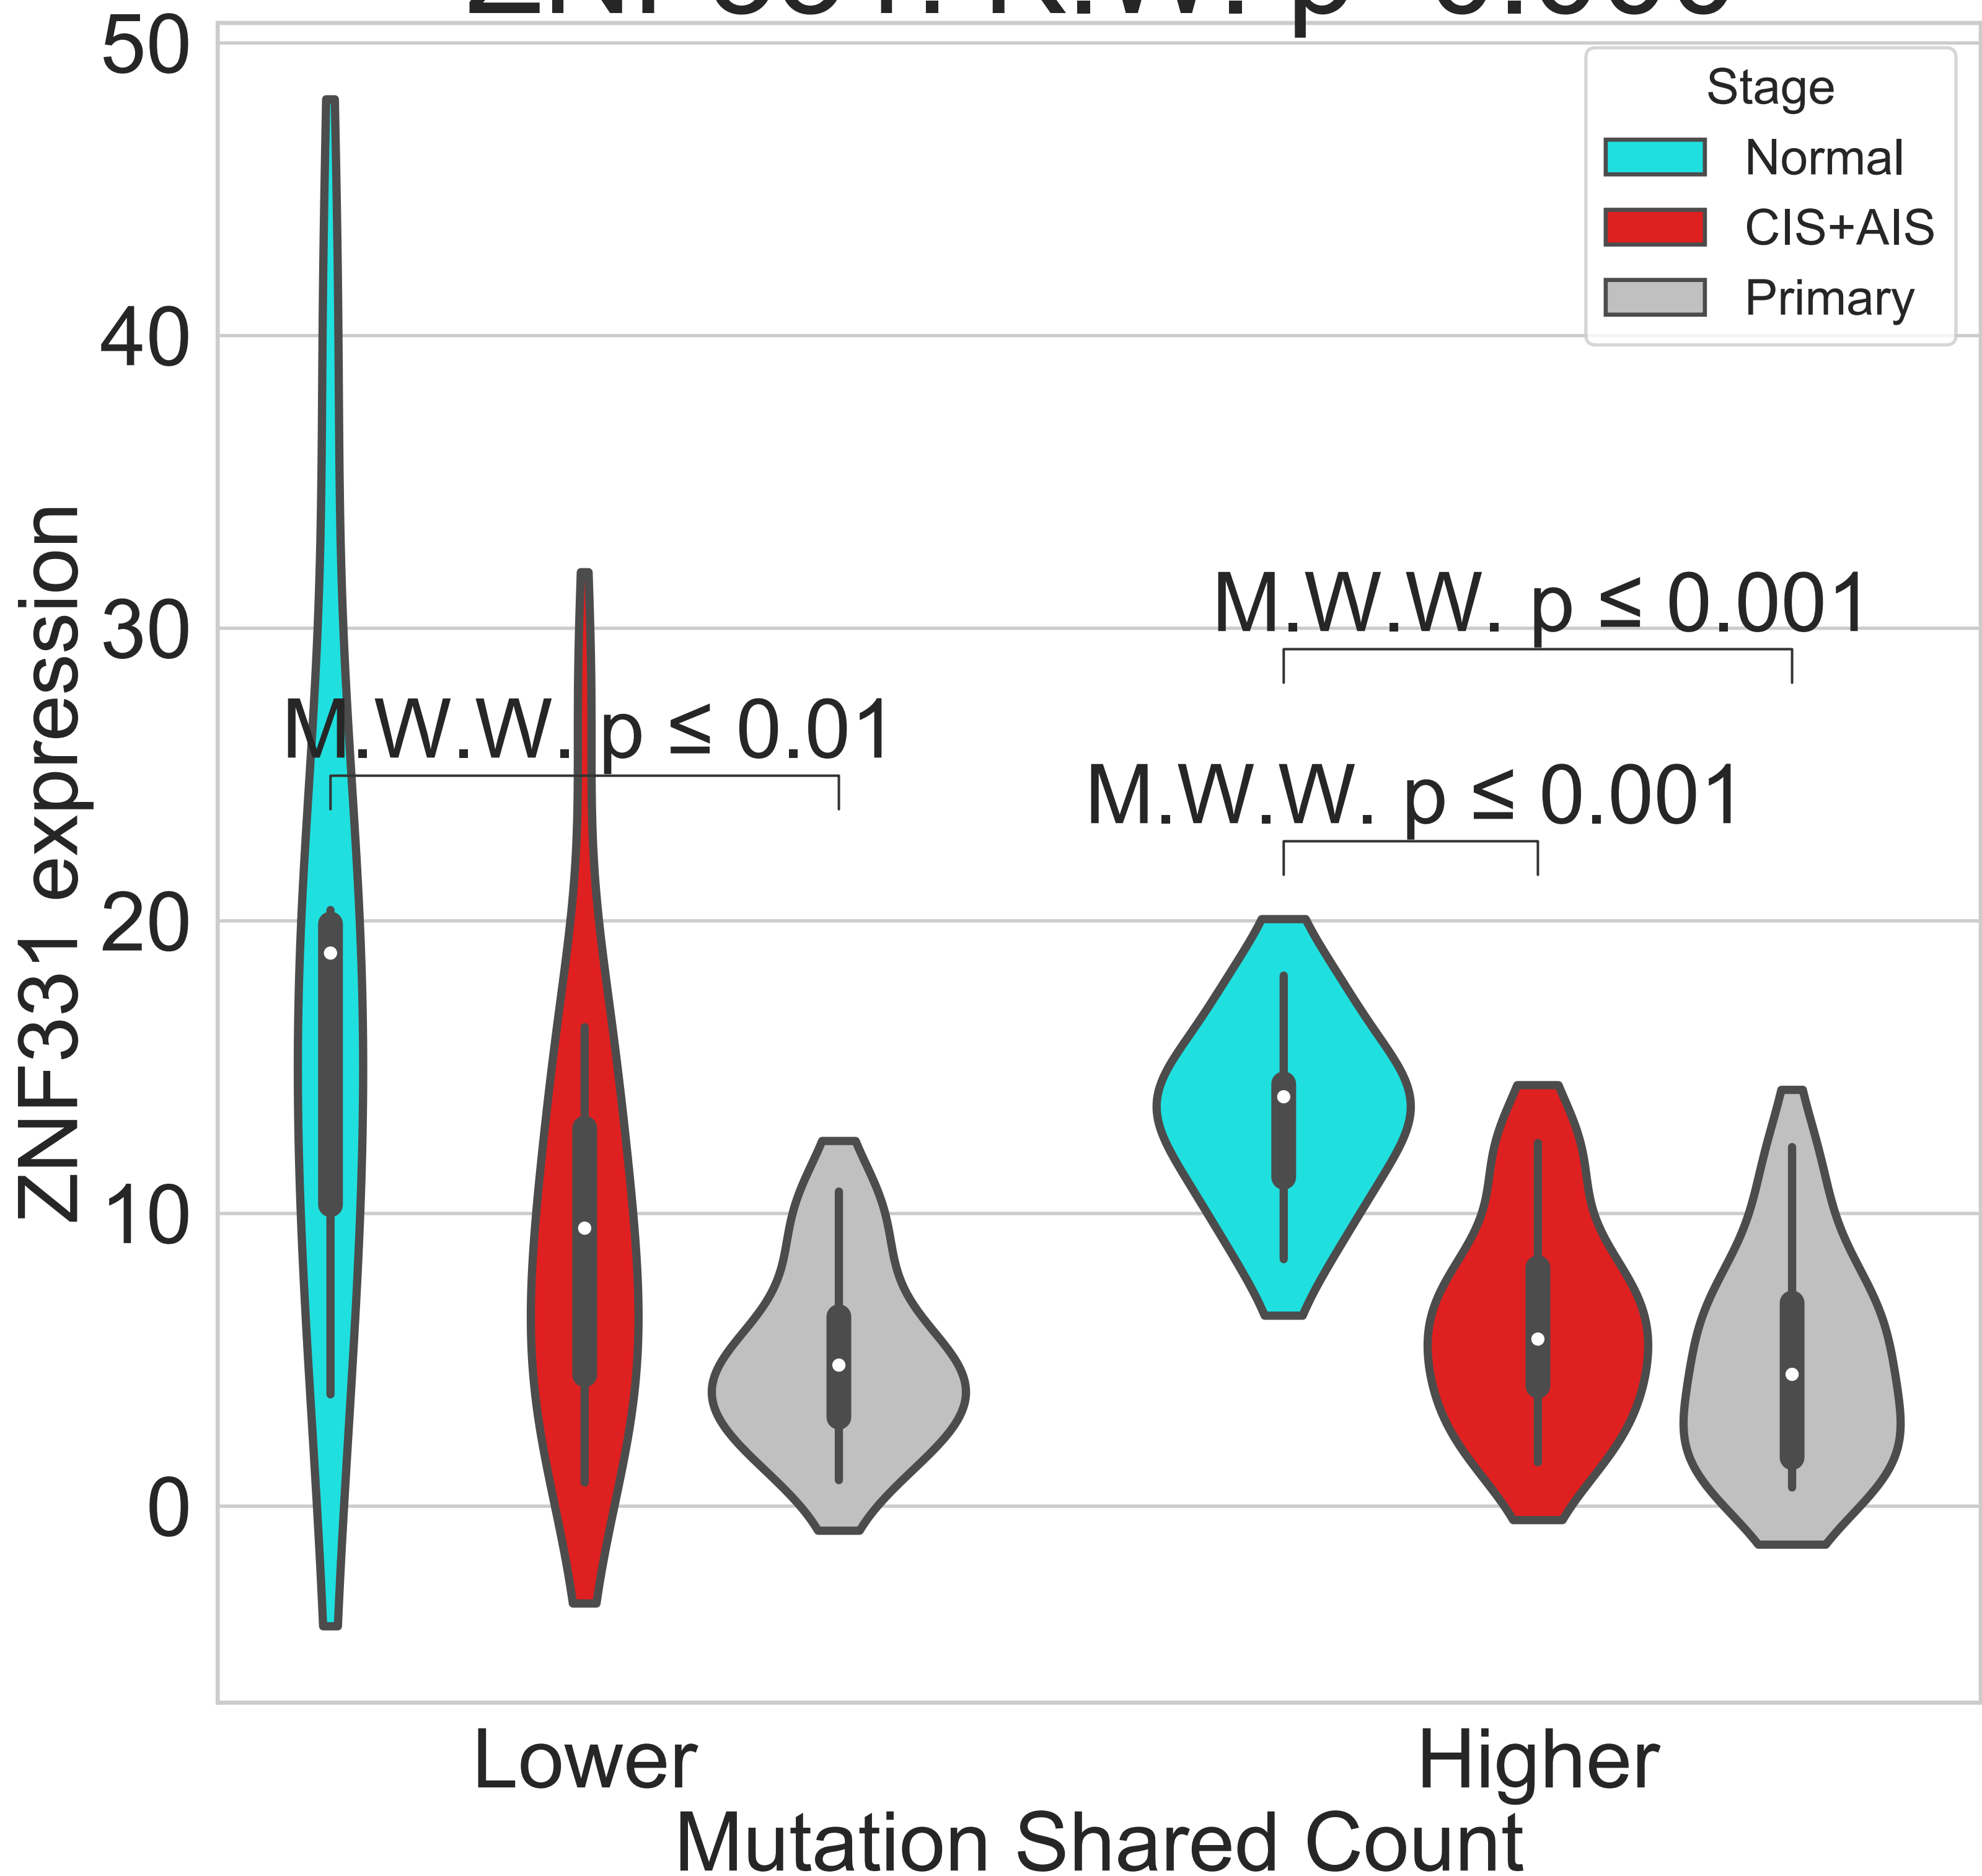 50
Stage
Normal
CIS+AIS
Primary
40
30
20
10
0
ZNF331 expression
M.W.W. p ≤ 0.001
M.W.W. p ≤ 0.01
M.W.W. p ≤ 0.001
Lower
Higher
Mutation Shared Count